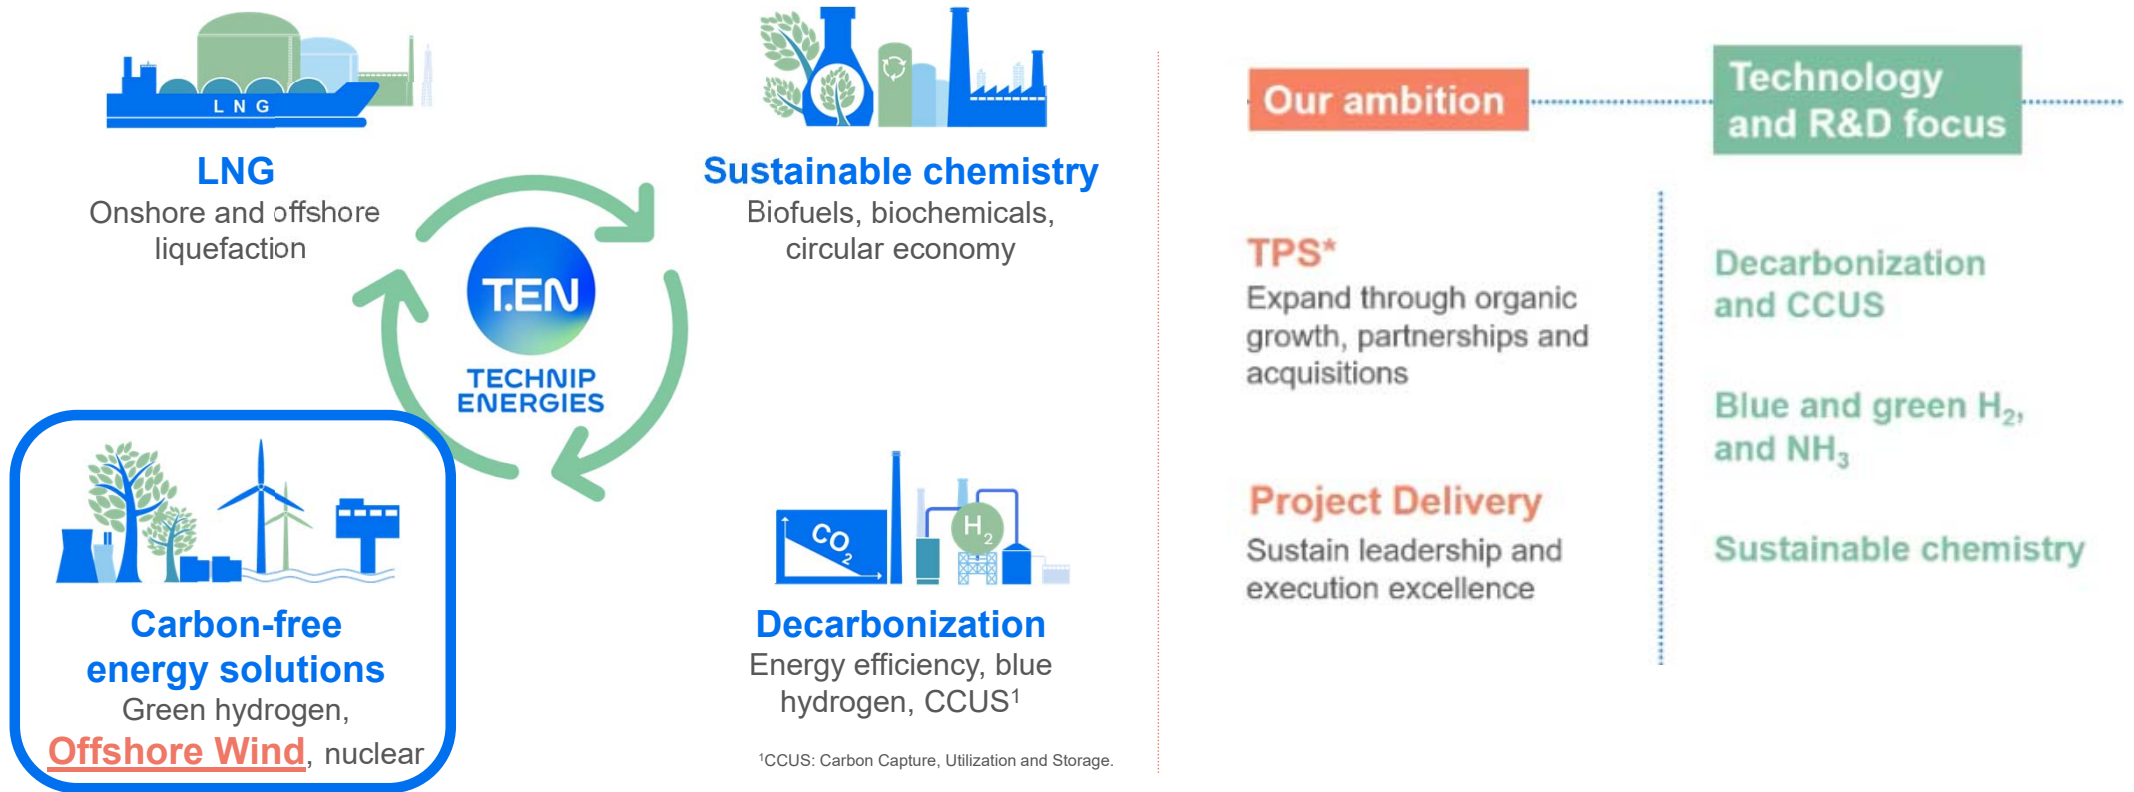 LNG
LNG
Onshore and offshore
liquefaction
Sustainable chemistry
Biofuels, biochemicals,
circular economy
T.EN
TECHNIP
ENERGIES
Carbon-free
energy solutions
Green hydrogen,
Offshore Wind, nuclear
CO₂
H₂
Decarbonization
Energy efficiency, blue
hydrogen, CCUS¹
¹CCUS: Carbon Capture, Utilization and Storage.
Our ambition
TPS*
Expand through organic
growth, partnerships and
acquisitions
Project Delivery
Sustain leadership and
execution excellence
Technology
and R&D focus
Decarbonization
and CCUS
Blue and green H₂,
and NH₃
Sustainable chemistry